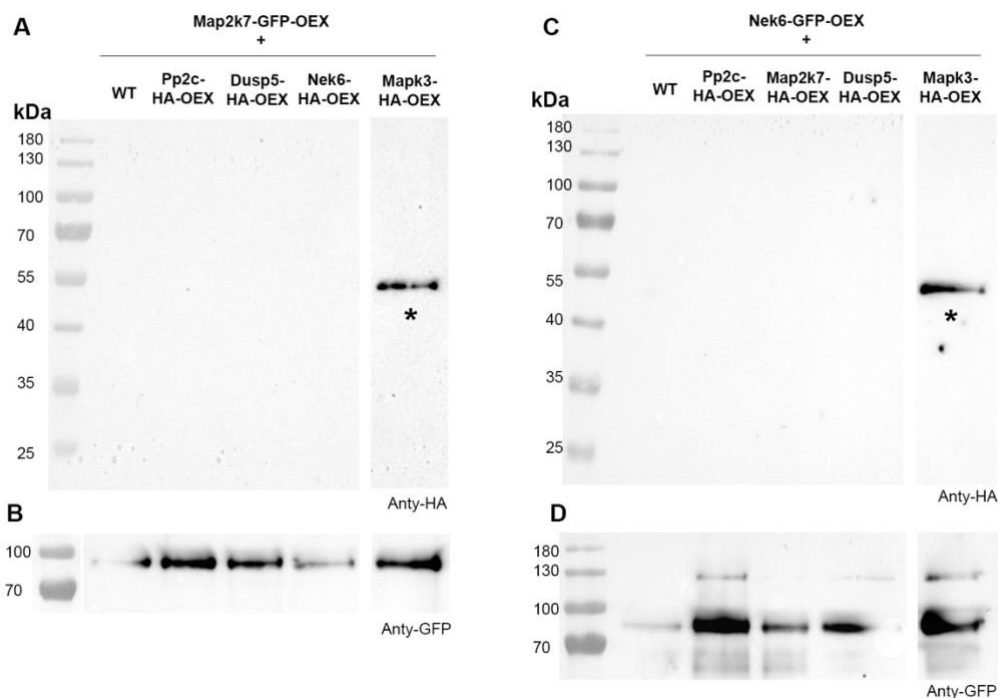 A
Map2k7-GFP-OEX
+
WT
Pp2c-
HA-OEX
Dusp5-
HA-OEX
Nek6-
HA-OEX
Mapk3-
HA-OEX
kDa
180
130
100
70
55
40
35
25
*
Anty-HA
B
100
70
Anty-GFP
C
Nek6-GFP-OEX
+
WT
Pp2c-
HA-OEX
Map2k7-
HA-OEX
Dusp5-
HA-OEX
Mapk3-
HA-OEX
kDa
180
130
100
70
55
40
35
25
*
Anty-HA
D
180
130
100
70
Anty-GFP